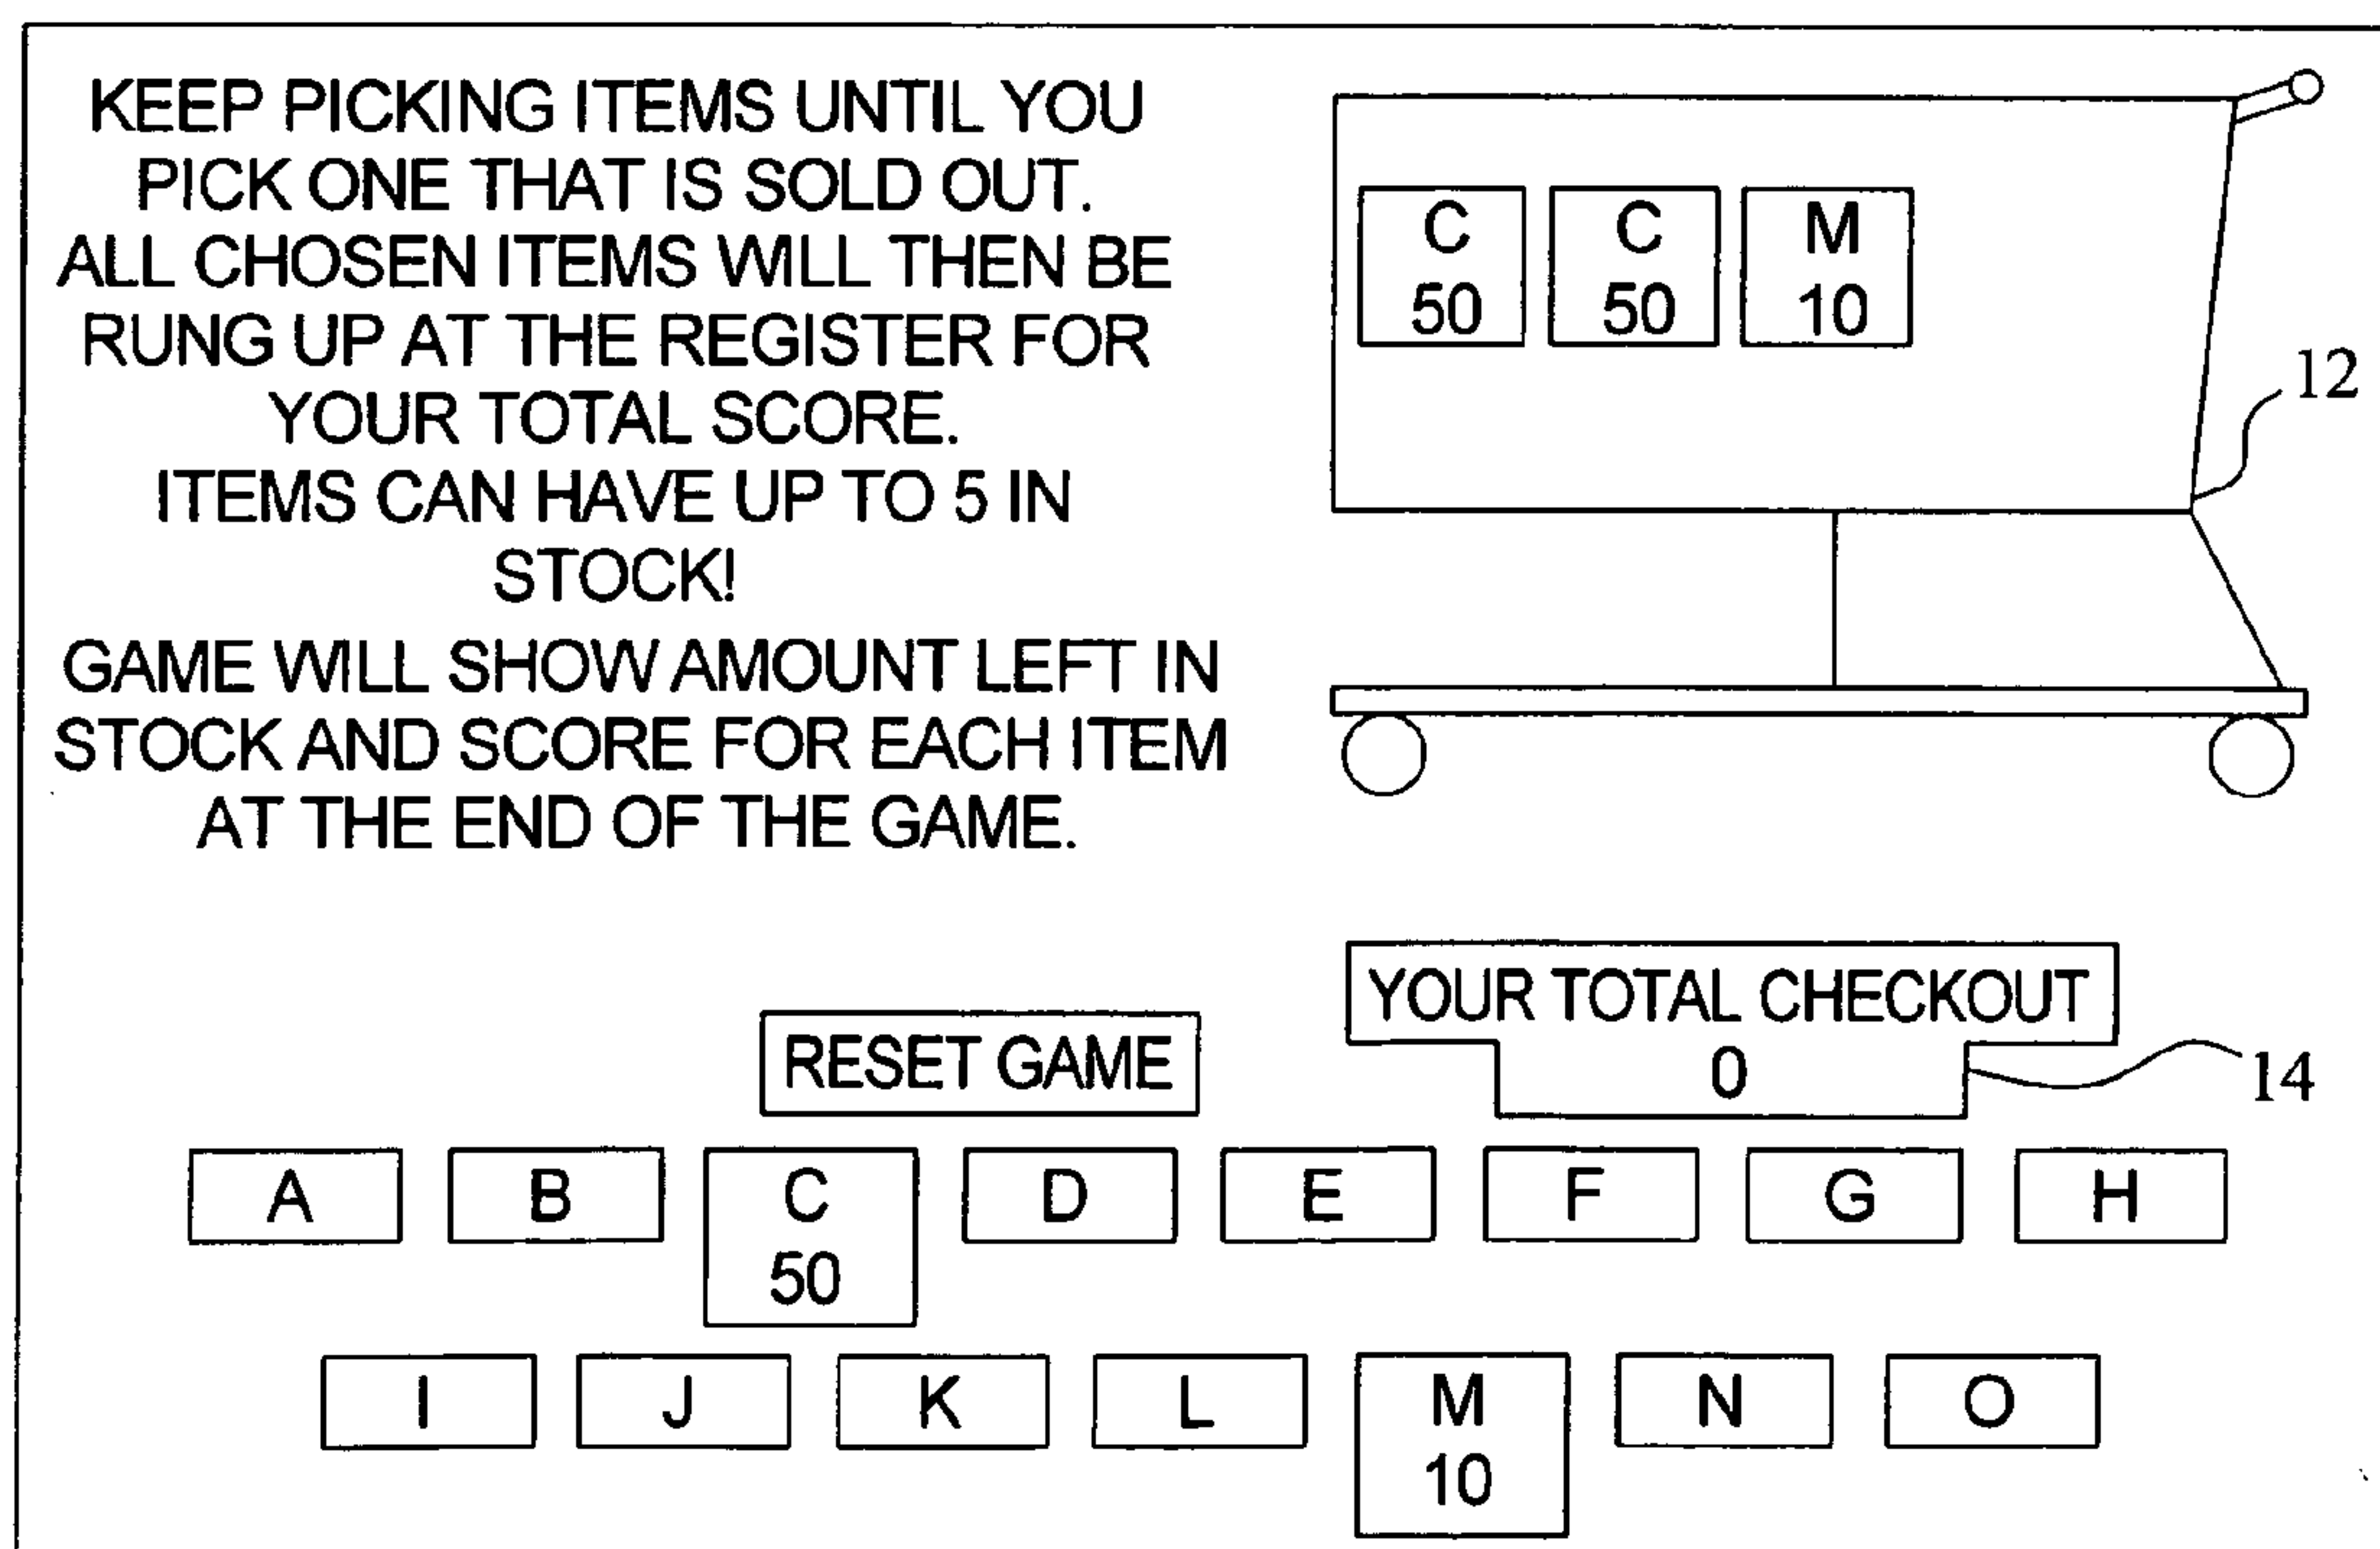 KEEP PICKING ITEMS UNTIL YOU
PICK ONE THAT IS SOLD OUT.
ALL CHOSEN ITEMS WILL THEN BE
RUNG UP AT THE REGISTER FOR
YOUR TOTAL SCORE.
ITEMS CAN HAVE UP TO 5 IN
STOCK!
GAME WILL SHOW AMOUNT LEFT IN
STOCK AND SCORE FOR EACH ITEM
AT THE END OF THE GAME.
C C M
50 50 10
12
YOUR TOTAL CHECKOUT
0
14
RESET GAME
A B C D E F G H
50
I J K L M N O
10